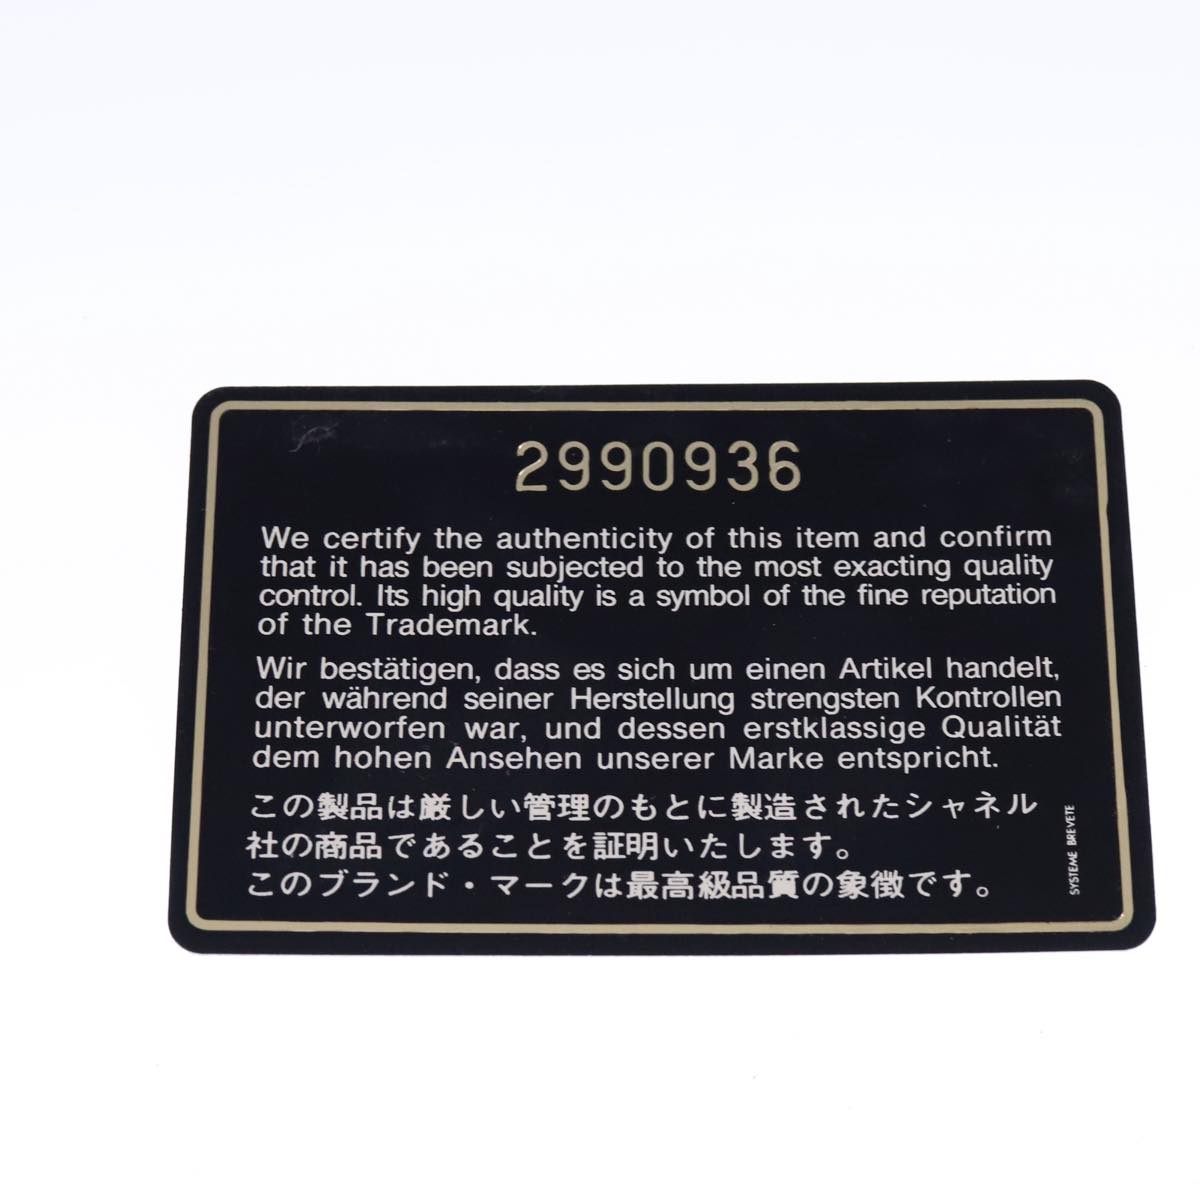 2990936
We certify the authenticity of this item and confirm
that it has been subjected to the most exacting quality
control. Its high quality is a symbol of the fine reputation
of the Trademark.
Wir bestätigen, dass es sich um einen Artikel handelt,
der während seiner Herstellung strengsten Kontrollen
unterworfen war, und dessen erstklassige Qualität
dem hohen Ansehen unserer Marke entspricht.
この製品は厳しい管理のもとに製造されたシャネル
社の商品であることを証明いたします。
このブランド・マークは最高級品質の象徴です。
SYSTEME BREVETE